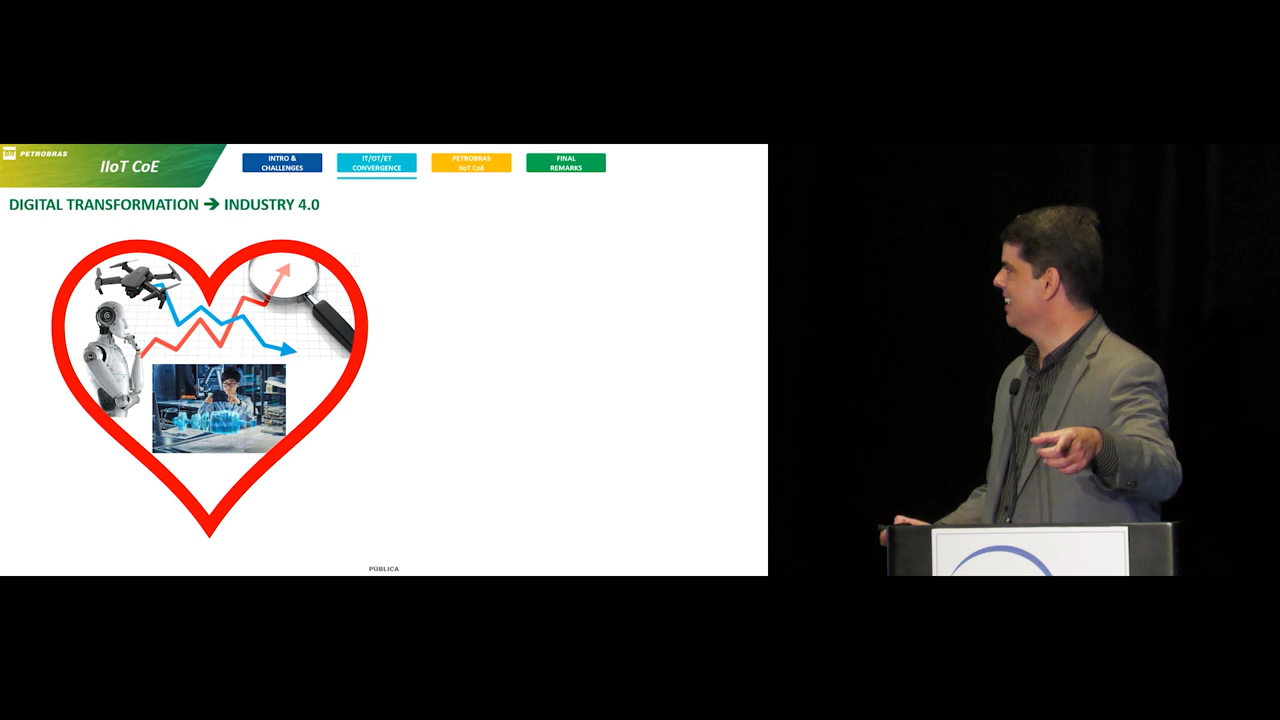 BR PETROBRAS
IIoT CoE
INTRO &
CHALLENGES
IT/OT/ET
CONVERGENCE
PETROBRAS
IIoT CoE
FINAL
REMARKS
DIGITAL TRANSFORMATION ➔ INDUSTRY 4.0
PÚBLICA